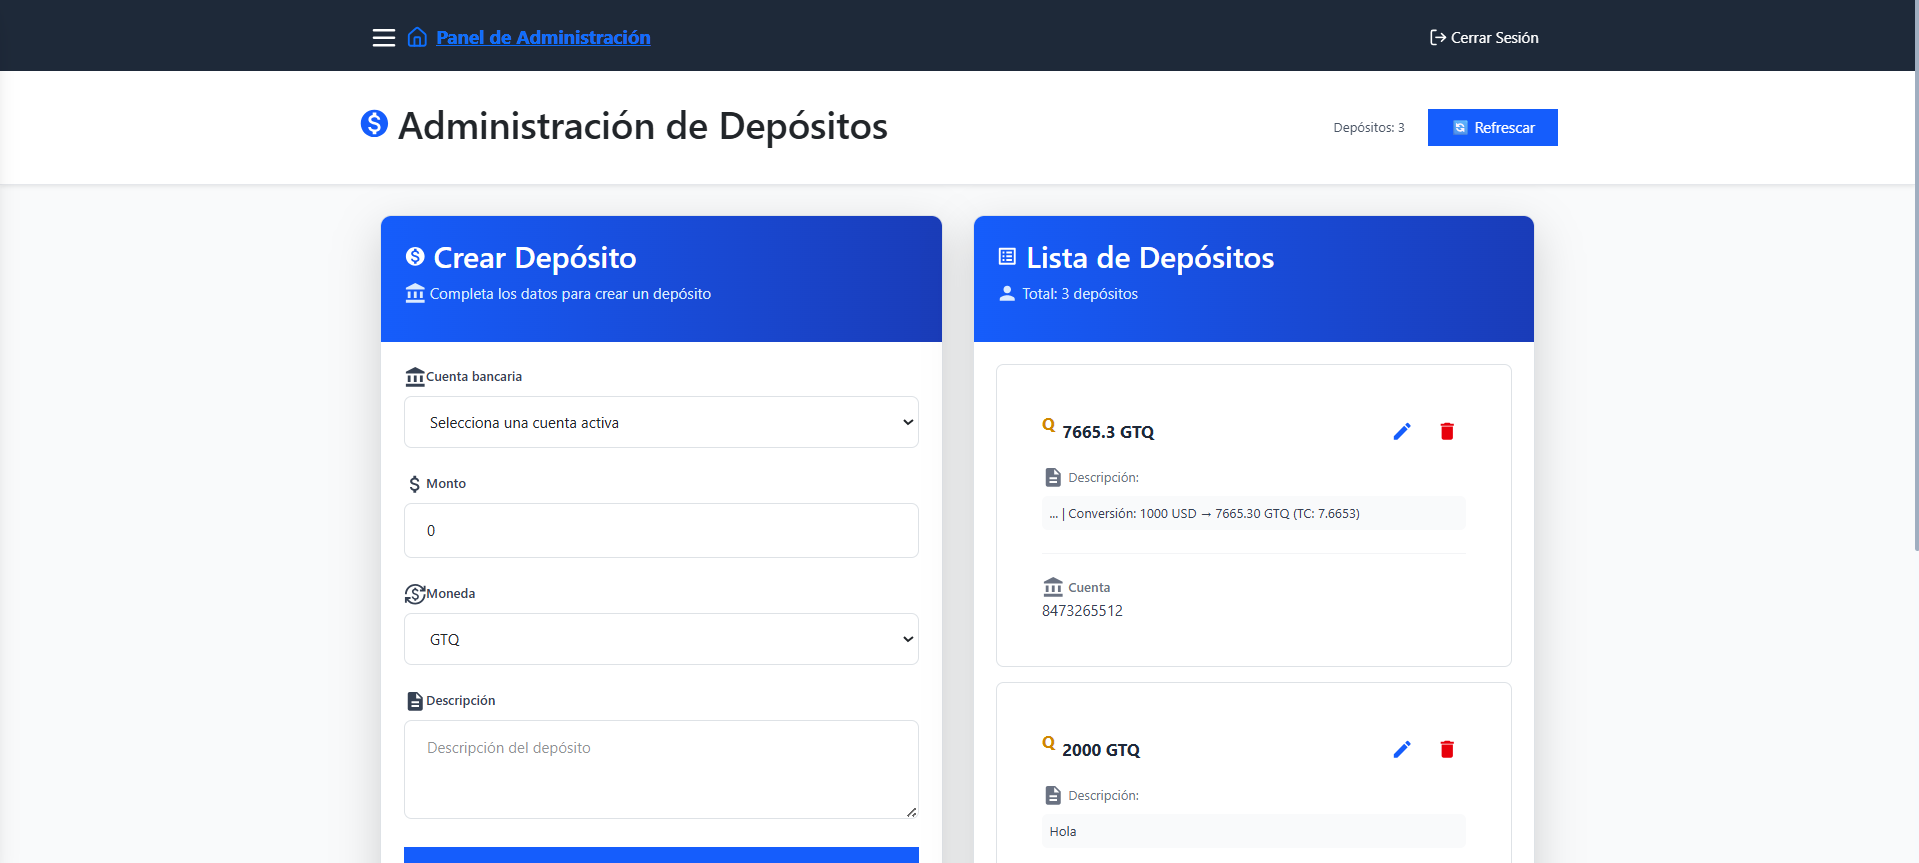 Panel de Administración
Cerrar Sesión
Administración de Depósitos
Depósitos: 3
Refrescar
Crear Depósito
Completa los datos para crear un depósito
Cuenta bancaria
Selecciona una cuenta activa
Monto
0
Moneda
GTQ
Descripción
Descripción del depósito
Lista de Depósitos
Total: 3 depósitos
Q 7665.3 GTQ
Descripción:
... | Conversión: 1000 USD → 7665.30 GTQ (TC: 7.6653)
Cuenta
8473265512
Q 2000 GTQ
Descripción:
Hola